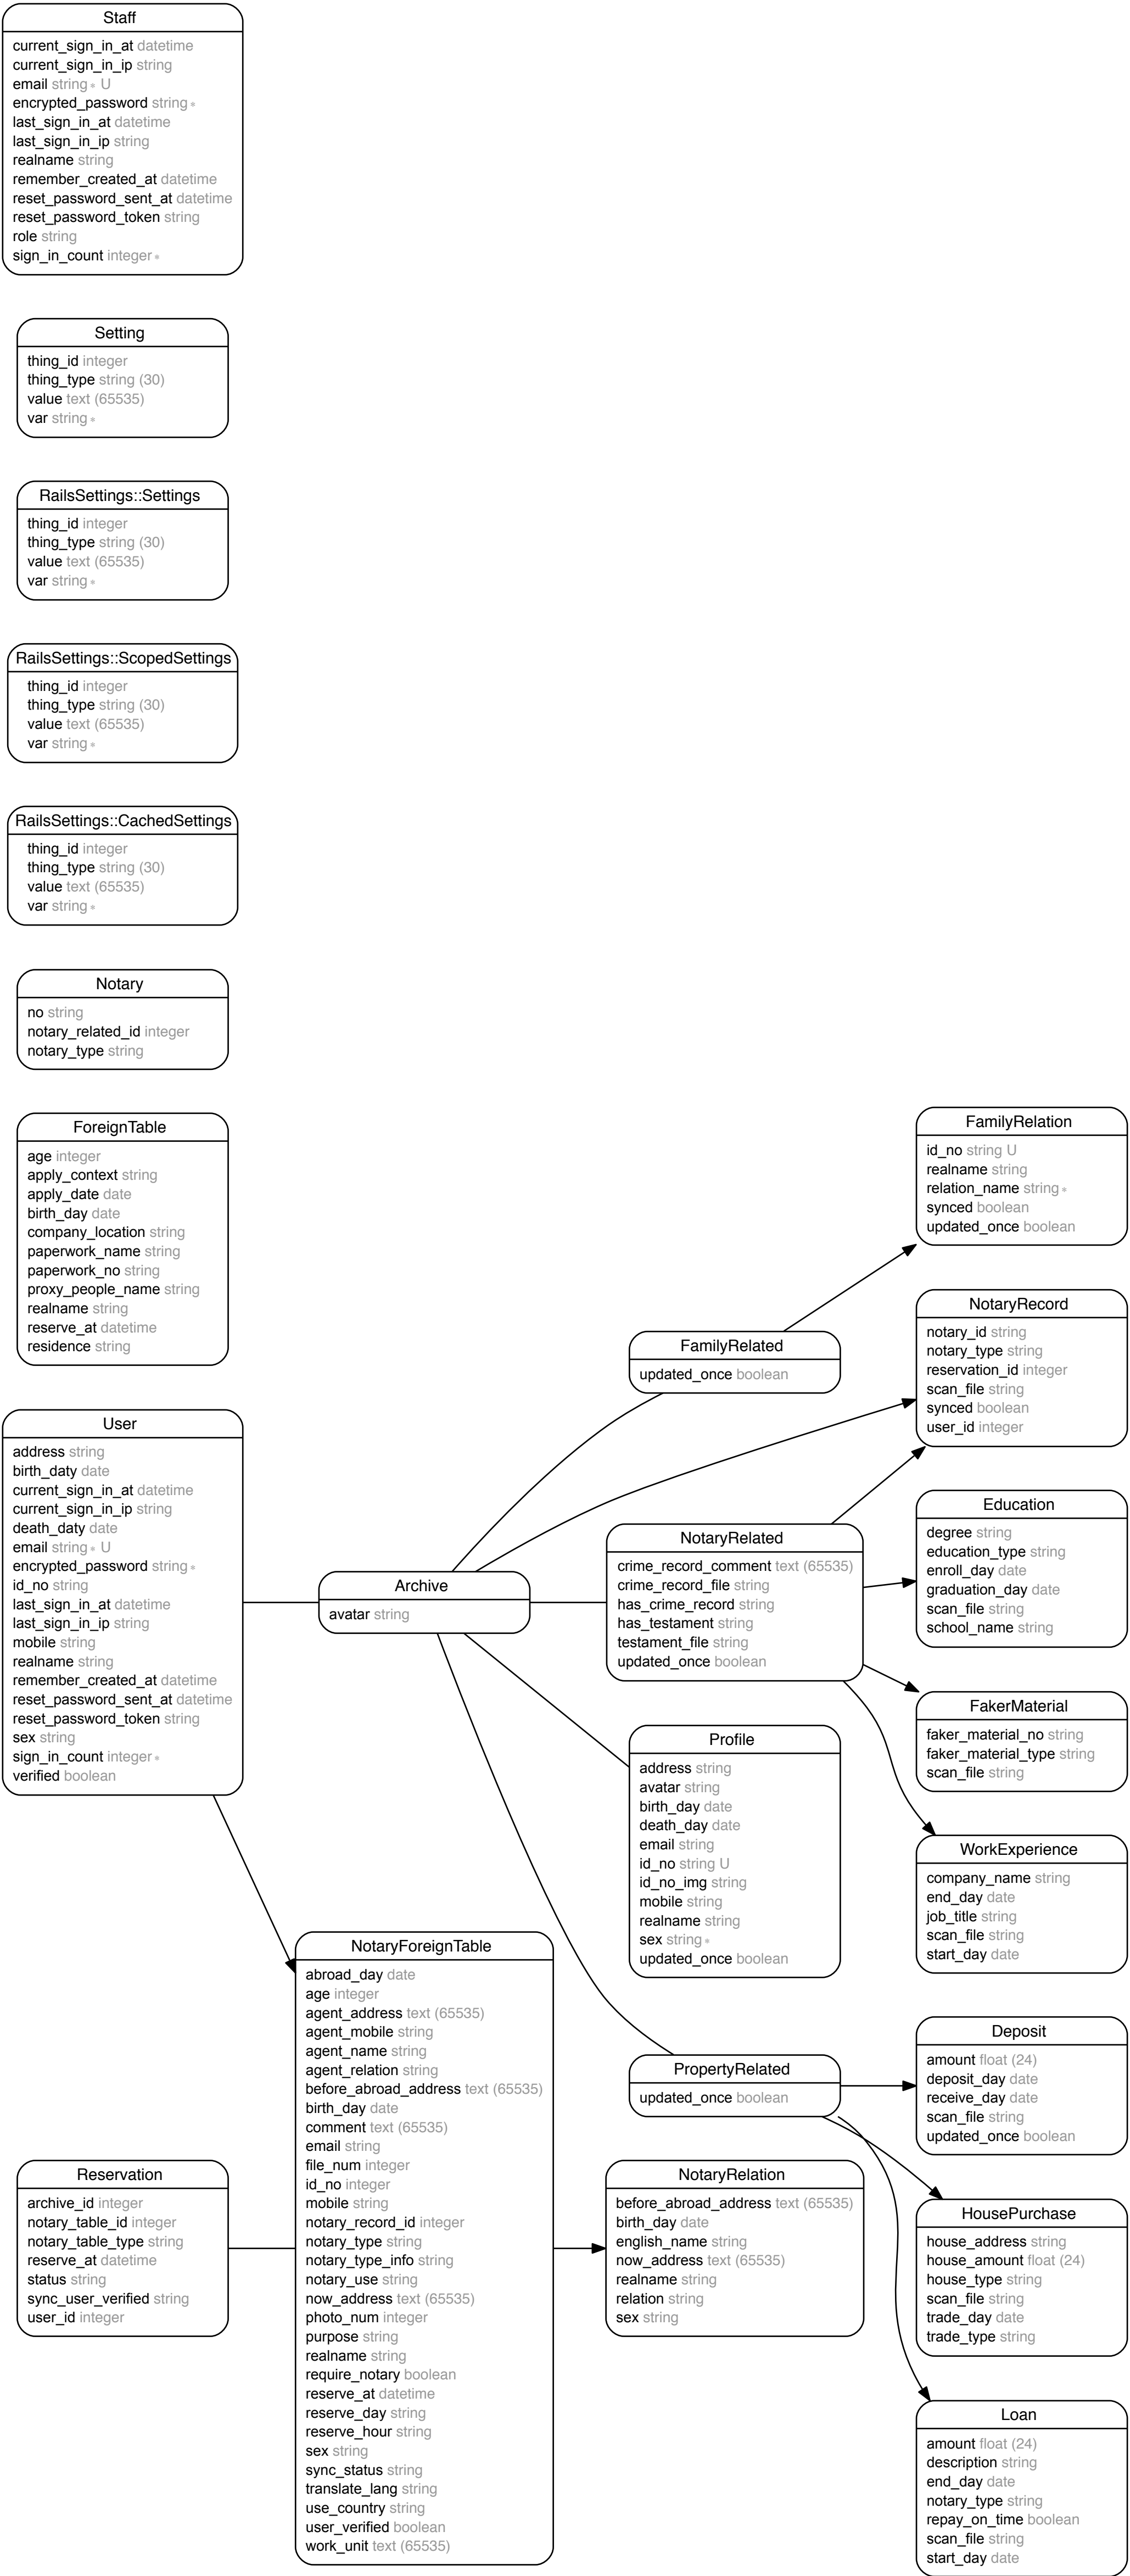 Staff
current_sign_in_at datetime
current_sign_in_ip string
email string * U
encrypted_password string *
last_sign_in_at datetime
last_sign_in_ip string
realname string
remember_created_at datetime
reset_password_sent_at datetime
reset_password_token string
role string
sign_in_count integer *
Setting
thing_id integer
thing_type string (30)
value text (65535)
var string *
RailsSettings::Settings
thing_id integer
thing_type string (30)
value text (65535)
var string *
RailsSettings::ScopedSettings
thing_id integer
thing_type string (30)
value text (65535)
var string *
RailsSettings::CachedSettings
thing_id integer
thing_type string (30)
value text (65535)
var string *
Notary
no string
notary_related_id integer
notary_type string
ForeignTable
age integer
apply_context string
apply_date date
birth_day date
company_location string
paperwork_name string
paperwork_no string
proxy_people_name string
realname string
reserve_at datetime
residence string
User
address string
birth_daty date
current_sign_in_at datetime
current_sign_in_ip string
death_daty date
email string * U
encrypted_password string *
id_no string
last_sign_in_at datetime
last_sign_in_ip string
mobile string
realname string
remember_created_at datetime
reset_password_sent_at datetime
reset_password_token string
sex string
sign_in_count integer *
verified boolean
Reservation
archive_id integer
notary_table_id integer
notary_table_type string
reserve_at datetime
status string
sync_user_verified string
user_id integer
Archive
avatar string
NotaryForeignTable
abroad_day date
age integer
agent_address text (65535)
agent_mobile string
agent_name string
agent_relation string
before_abroad_address text (65535)
birth_day date
comment text (65535)
email string
file_num integer
id_no integer
mobile string
notary_record_id integer
notary_type string
notary_type_info string
notary_use string
now_address text (65535)
photo_num integer
purpose string
realname string
require_notary boolean
reserve_at datetime
reserve_day string
reserve_hour string
sex string
sync_status string
translate_lang string
use_country string
user_verified boolean
work_unit text (65535)
FamilyRelated
updated_once boolean
NotaryRelated
crime_record_comment text (65535)
crime_record_file string
has_crime_record string
has_testament string
testament_file string
updated_once boolean
Profile
address string
avatar string
birth_day date
death_day date
email string
id_no string U
id_no_img string
mobile string
realname string
sex string *
updated_once boolean
PropertyRelated
updated_once boolean
NotaryRelation
before_abroad_address text (65535)
birth_day date
english_name string
now_address text (65535)
realname string
relation string
sex string
FamilyRelation
id_no string U
realname string
relation_name string *
synced boolean
updated_once boolean
NotaryRecord
notary_id string
notary_type string
reservation_id integer
scan_file string
synced boolean
user_id integer
Education
degree string
education_type string
enroll_day date
graduation_day date
scan_file string
school_name string
FakerMaterial
faker_material_no string
faker_material_type string
scan_file string
WorkExperience
company_name string
end_day date
job_title string
scan_file string
start_day date
Deposit
amount float (24)
deposit_day date
receive_day date
scan_file string
updated_once boolean
HousePurchase
house_address string
house_amount float (24)
house_type string
scan_file string
trade_day date
trade_type string
Loan
amount float (24)
description string
end_day date
notary_type string
repay_on_time boolean
scan_file string
start_day date